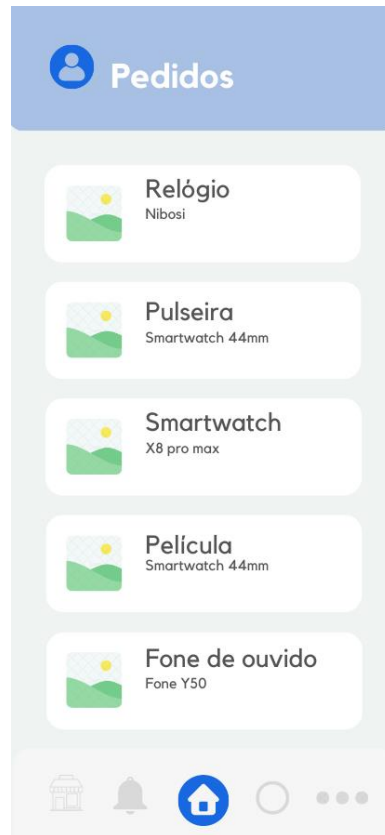 Pedidos
Relógio
Nibosi
Pulseira
Smartwatch 44mm
Smartwatch
X8 pro max
Película
Smartwatch 44mm
Fone de ouvido
Fone Y50